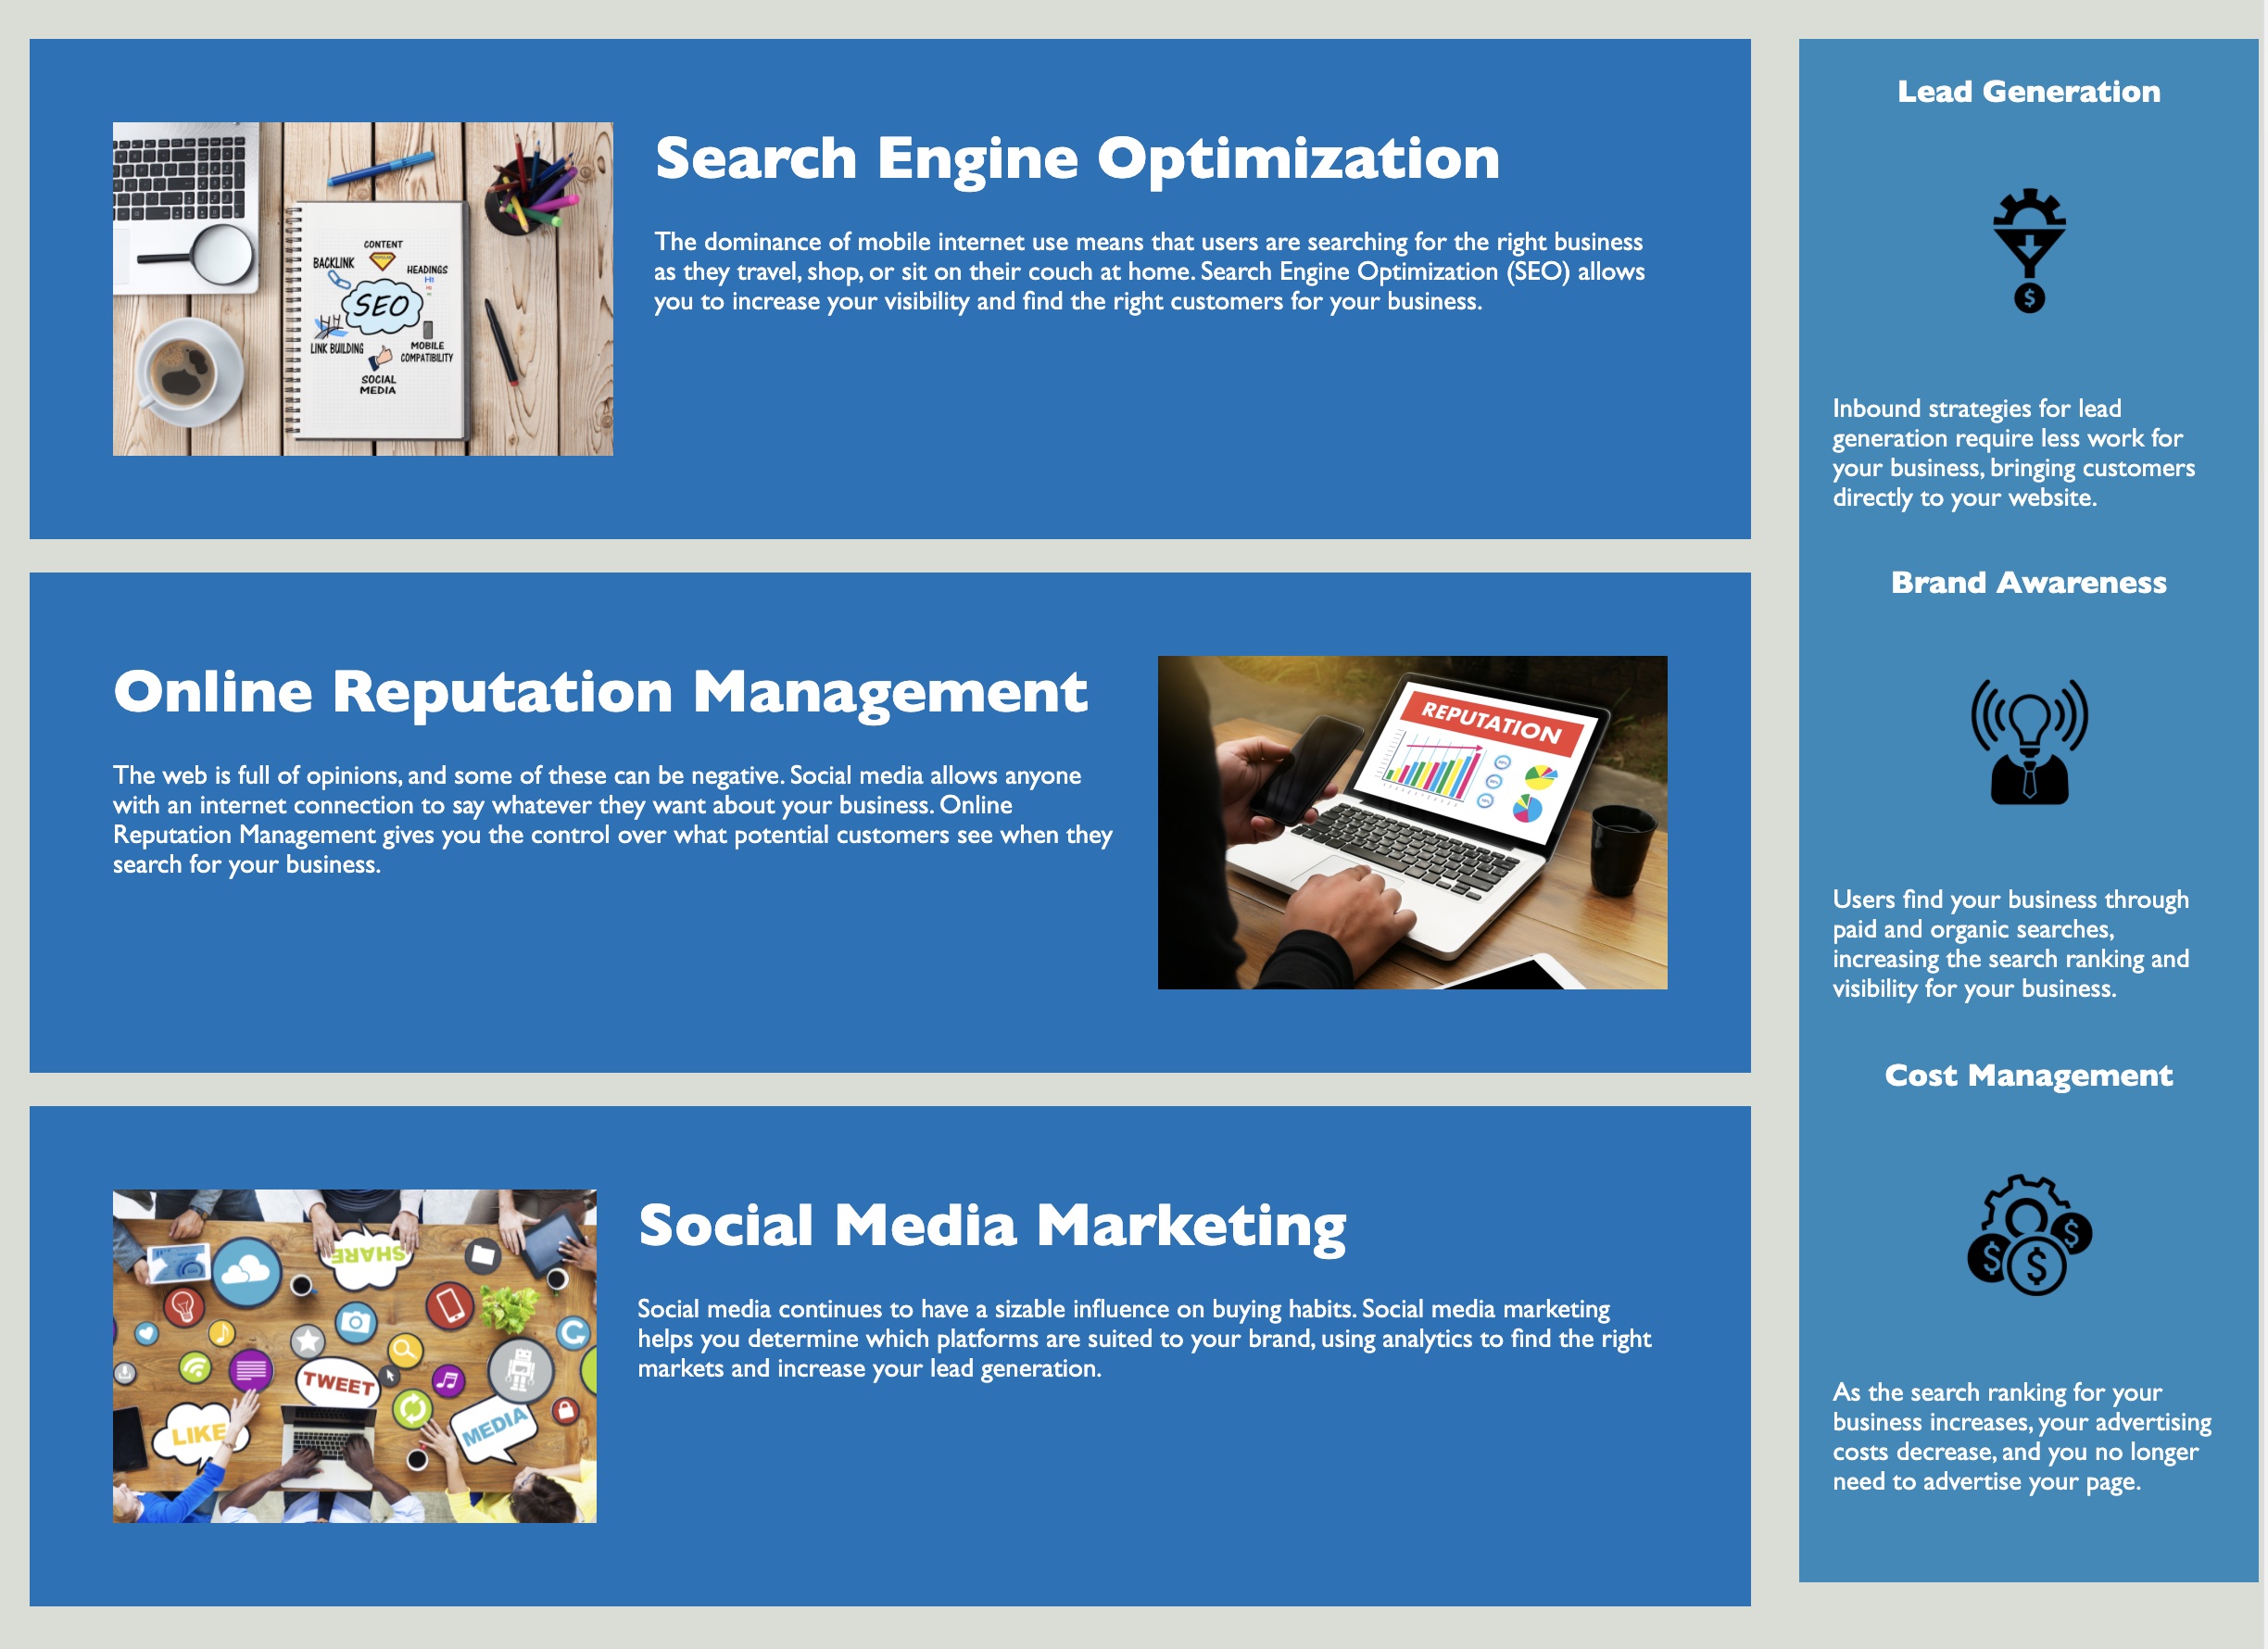 Search Engine Optimization
The dominance of mobile internet use means that users are searching for the right business
as they travel, shop, or sit on their couch at home. Search Engine Optimization (SEO) allows
you to increase your visibility and find the right customers for your business.
CONTENT
BACKLINK
HEADINGS
H1
SEO
LINK BUILDING
MOBILE
COMPATIBILITY
SOCIAL
MEDIA
Online Reputation Management
The web is full of opinions, and some of these can be negative. Social media allows anyone
with an internet connection to say whatever they want about your business. Online
Reputation Management gives you the control over what potential customers see when they
search for your business.
REPUTATION
Social Media Marketing
Social media continues to have a sizable influence on buying habits. Social media marketing
helps you determine which platforms are suited to your brand, using analytics to find the right
markets and increase your lead generation.
SHARE
TWEET
LIKE
MEDIA
Lead Generation
$
Inbound strategies for lead
generation require less work for
your business, bringing customers
directly to your website.
Brand Awareness
Users find your business through
paid and organic searches,
increasing the search ranking and
visibility for your business.
Cost Management
$ $ $
As the search ranking for your
business increases, your advertising
costs decrease, and you no longer
need to advertise your page.